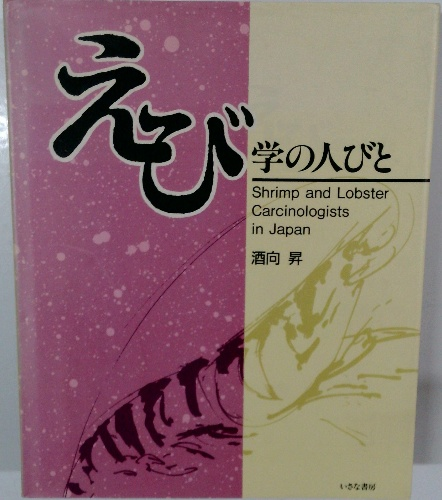 えび
学の人びと
Shrimp and Lobster
Carcinologists
in Japan
酒向 昇
いさな書房